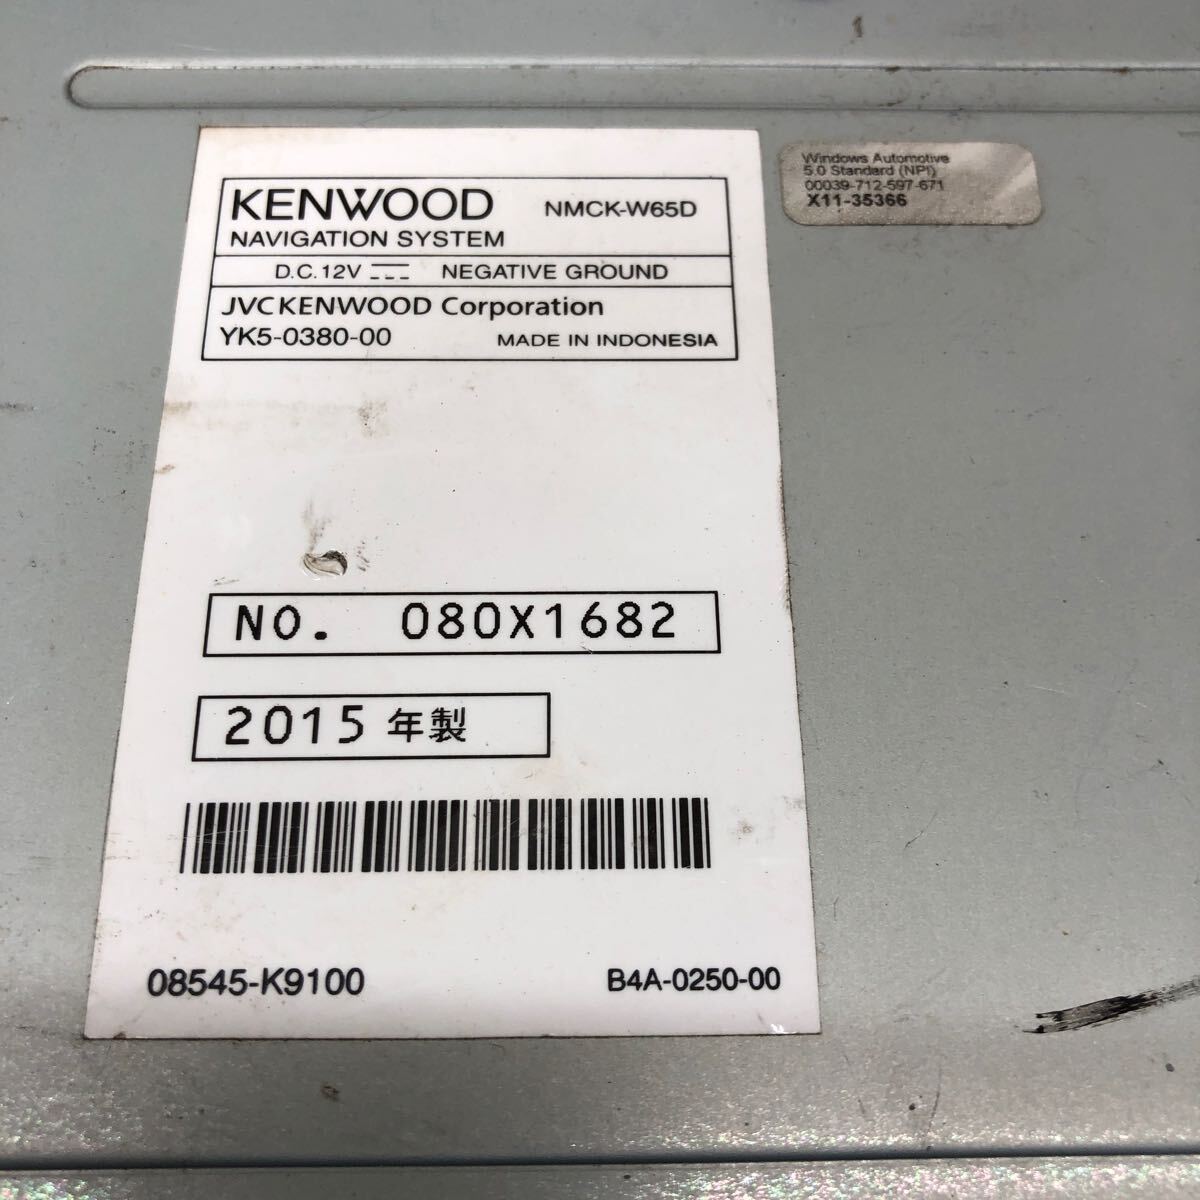 KENWOOD NMCK-W65D
NAVIGATION SYSTEM
D.C.12V NEGATIVE GROUND
JVCKENWOOD Corporation
YK5-0380-00 MADE IN INDONESIA
NO. 080X1682
2015 年製
08545-K9100 B4A-0250-00
Windows Automotive
5.0 Standard (NPI)
00039-712-597-671
X11-35366